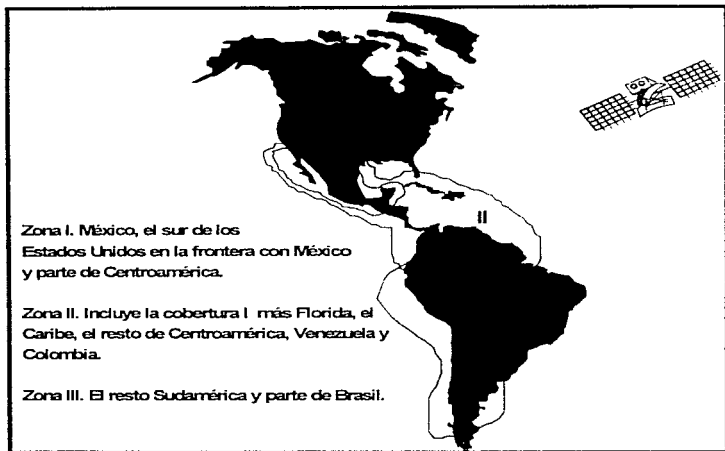 II
Zona I. México, el sur de los
Estados Unidos en la frontera con México
y parte de Centroamérica.
Zona II. Incluye la cobertura I más Florida, el
Caribe, el resto de Centroamérica, Venezuela y
Colombia.
Zona III. El resto Sudamérica y parte de Brasil.